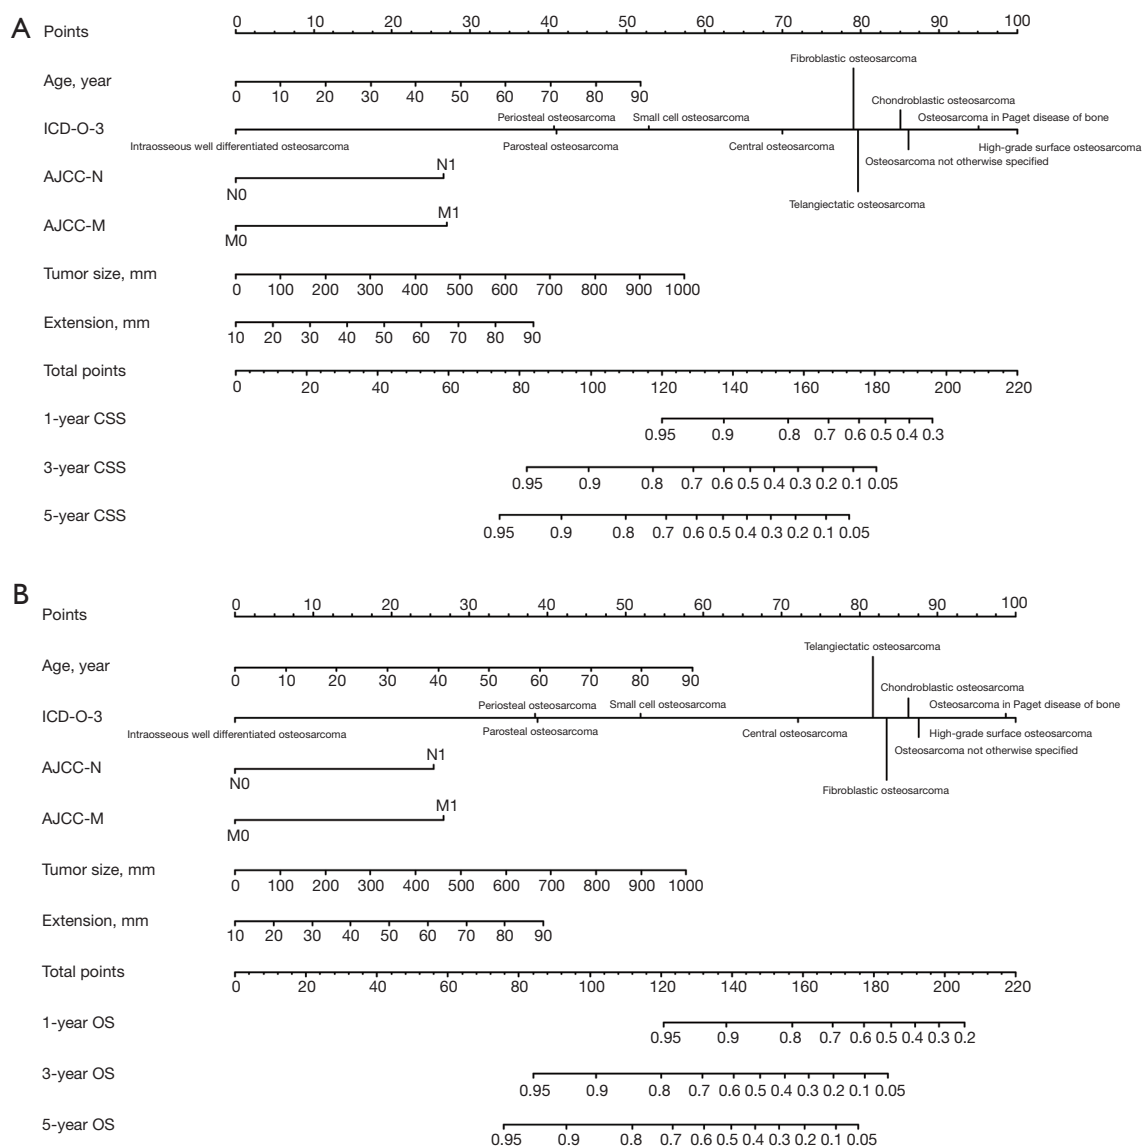 A
Points
0 10 20 30 40 50 60 70 80 90 100
Fibroblastic osteosarcoma
Age, year
0 10 20 30 40 50 60 70 80 90
Chondroblastic osteosarcoma
Periosteal osteosarcoma Small cell osteosarcoma Osteosarcoma in Paget disease of bone
ICD-O-3
Intraosseous well differentiated osteosarcoma Parosteal osteosarcoma Central osteosarcoma High-grade surface osteosarcoma
Osteosarcoma not otherwise specified
Telangiectatic osteosarcoma
AJCC-N
N1
N0
AJCC-M
M1
M0
Tumor size, mm
0 100 200 300 400 500 600 700 800 900 1000
Extension, mm
10 20 30 40 50 60 70 80 90
Total points
0 20 40 60 80 100 120 140 160 180 200 220
1-year CSS
0.95 0.9 0.8 0.7 0.6 0.5 0.4 0.3
3-year CSS
0.95 0.9 0.8 0.7 0.6 0.5 0.4 0.3 0.2 0.1 0.05
5-year CSS
0.95 0.9 0.8 0.7 0.6 0.5 0.4 0.3 0.2 0.1 0.05
B
Points
0 10 20 30 40 50 60 70 80 90 100
Telangiectatic osteosarcoma
Age, year
0 10 20 30 40 50 60 70 80 90
Chondroblastic osteosarcoma
Periosteal osteosarcoma Small cell osteosarcoma Osteosarcoma in Paget disease of bone
ICD-O-3
Intraosseous well differentiated osteosarcoma Parosteal osteosarcoma Central osteosarcoma High-grade surface osteosarcoma
Osteosarcoma not otherwise specified
Fibroblastic osteosarcoma
AJCC-N
N1
N0
AJCC-M
M1
M0
Tumor size, mm
0 100 200 300 400 500 600 700 800 900 1000
Extension, mm
10 20 30 40 50 60 70 80 90
Total points
0 20 40 60 80 100 120 140 160 180 200 220
1-year OS
0.95 0.9 0.8 0.7 0.6 0.5 0.4 0.3 0.2
3-year OS
0.95 0.9 0.8 0.7 0.6 0.5 0.4 0.3 0.2 0.1 0.05
5-year OS
0.95 0.9 0.8 0.7 0.6 0.5 0.4 0.3 0.2 0.1 0.05